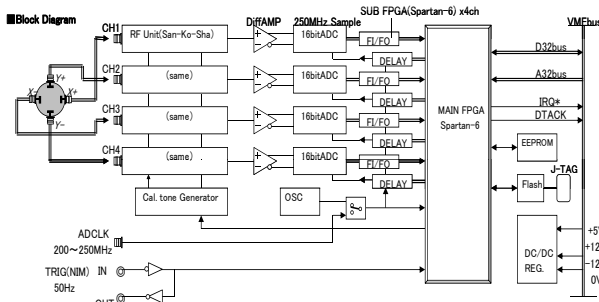 ■Block Diagram
SUB FPGA(Spartan-6) x4ch
CH1
RF Unit(San-Ko-Sha)
DiffAMP
250MHz Sample
VMEbus
16bitADC
FI/FO
DELAY
D32bus
CH2
(same)
16bitADC
FI/FO
DELAY
A32bus
X-
Y+
X+
Y-
CH3
(same)
16bitADC
FI/FO
DELAY
MAIN FPGA
Spartan-6
IRQ*
DTACK
CH4
(same)
16bitADC
FI/FO
DELAY
EEPROM
J-TAG
Flash
Cal. tone Generator
OSC
ADCLK
200～250MHz
DC/DC
REG.
+5V
+12
-12
0V
TRIG(NIM) IN
50Hz
OUT